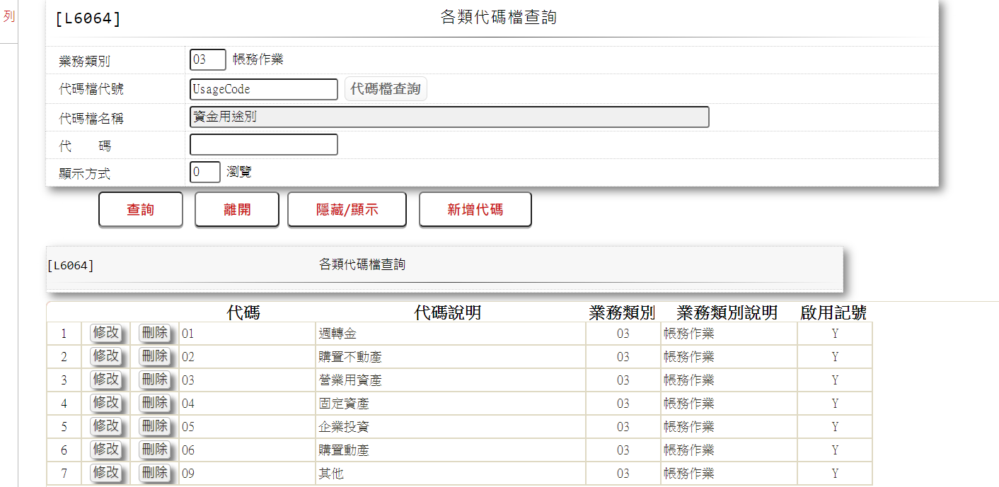 列
[L6064] 各類代碼檔查詢
業務類別 03 帳務作業
代碼檔代號 UsageCode 代碼檔查詢
代碼檔名稱 資金用途別
代 碼
顯示方式 0 瀏覽
查詢 離開 隱藏/顯示 新增代碼
[L6064] 各類代碼檔查詢
代碼 代碼說明 業務類別 業務類別說明 啟用記號
1 修改 刪除 01 週轉金 03 帳務作業 Y
2 修改 刪除 02 購置不動產 03 帳務作業 Y
3 修改 刪除 03 營業用資產 03 帳務作業 Y
4 修改 刪除 04 固定資產 03 帳務作業 Y
5 修改 刪除 05 企業投資 03 帳務作業 Y
6 修改 刪除 06 購置動產 03 帳務作業 Y
7 修改 刪除 09 其他 03 帳務作業 Y